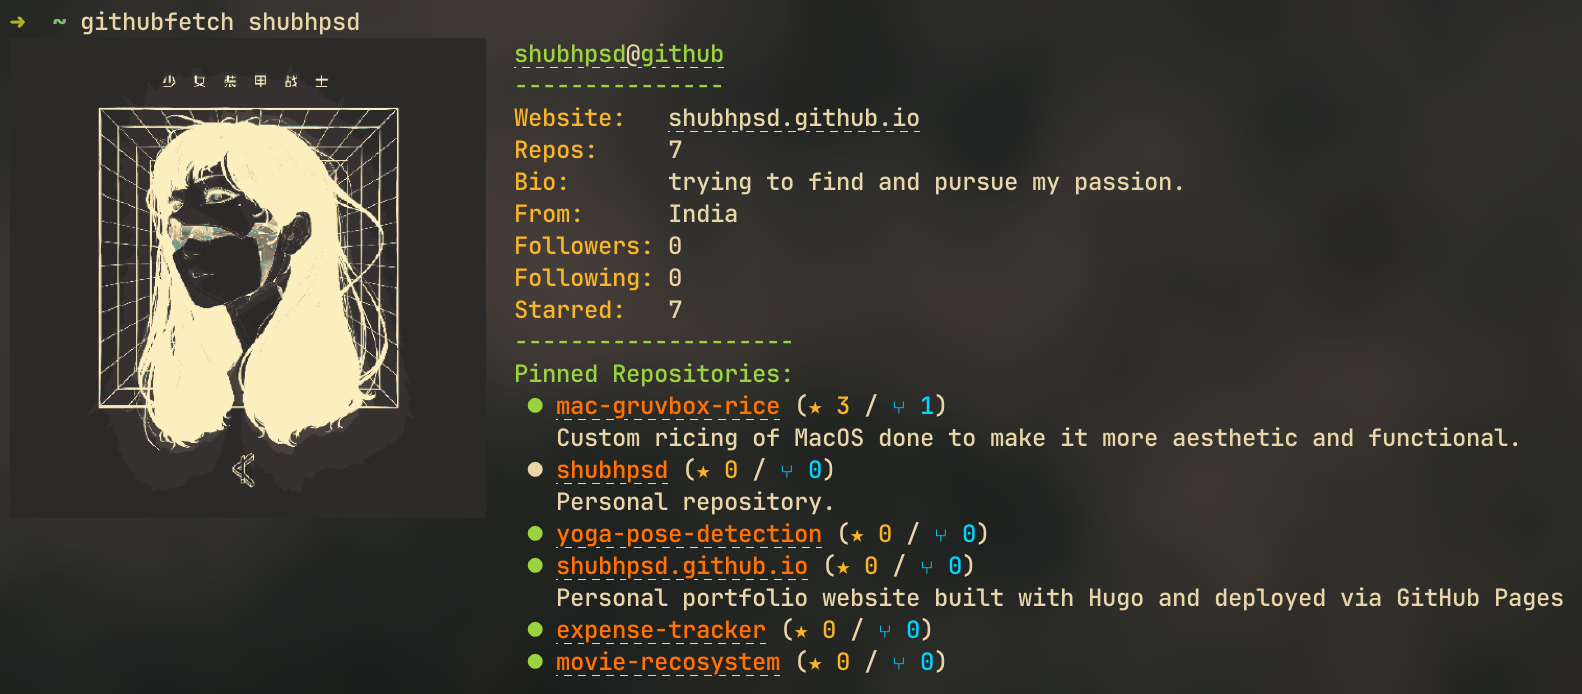 ➜ ~ githubfetch shubhpsd
少女装甲战士
shubhpsd@github
---------------
Website: shubhpsd.github.io
Repos: 7
Bio: trying to find and pursue my passion.
From: India
Followers: 0
Following: 0
Starred: 7
--------------------
Pinned Repositories:
● mac-gruvbox-rice (★ 3 / ⑂ 1)
Custom ricing of MacOS done to make it more aesthetic and functional.
● shubhpsd (★ 0 / ⑂ 0)
Personal repository.
● yoga-pose-detection (★ 0 / ⑂ 0)
● shubhpsd.github.io (★ 0 / ⑂ 0)
Personal portfolio website built with Hugo and deployed via GitHub Pages
● expense-tracker (★ 0 / ⑂ 0)
● movie-recosystem (★ 0 / ⑂ 0)